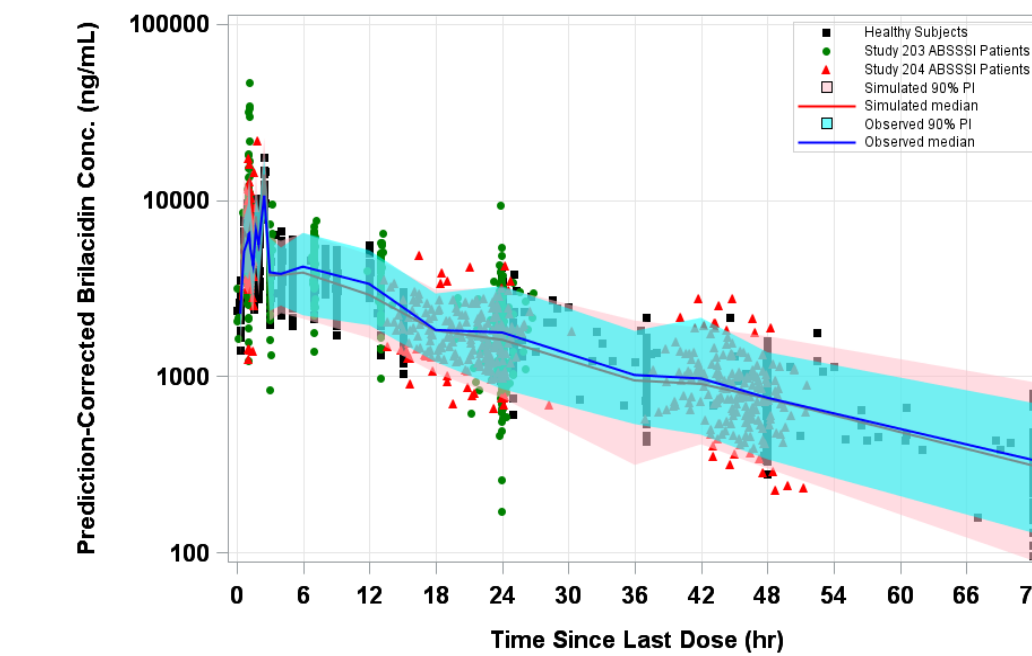 Prediction-Corrected Brilacidin Conc. (ng/mL)
100000
10000
1000
100
Healthy Subjects
Study 203 ABSSSI Patients
Study 204 ABSSSI Patients
Simulated 90% PI
Simulated median
Observed 90% PI
Observed median
0 6 12 18 24 30 36 42 48 54 60 66 7
Time Since Last Dose (hr)